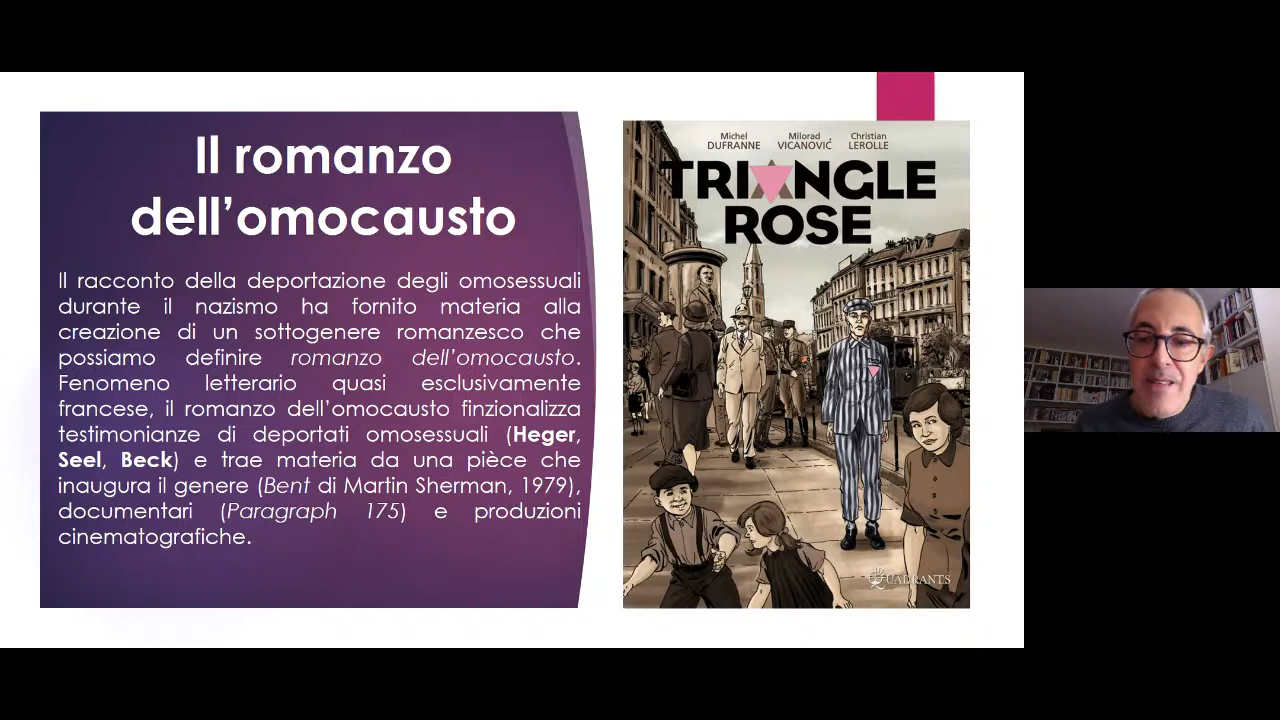 Il romanzo
dell’omocausto
Il racconto della deportazione degli omosessuali
durante il nazismo ha fornito materia alla
creazione di un sottogenere romanzesco che
possiamo definire romanzo dell’omocausto.
Fenomeno letterario quasi esclusivamente
francese, il romanzo dell’omocausto finzionalizza
testimonianze di deportati omosessuali (Heger,
Seel, Beck) e trae materia da una pièce che
inaugura il genere (Bent di Martin Sherman, 1979),
documentari (Paragraph 175) e produzioni
cinematografiche.
Michel Milorad Christian
DUFRANNE VICANOVIĆ LEROLLE
TRIANGLE
ROSE
QUADRANTS